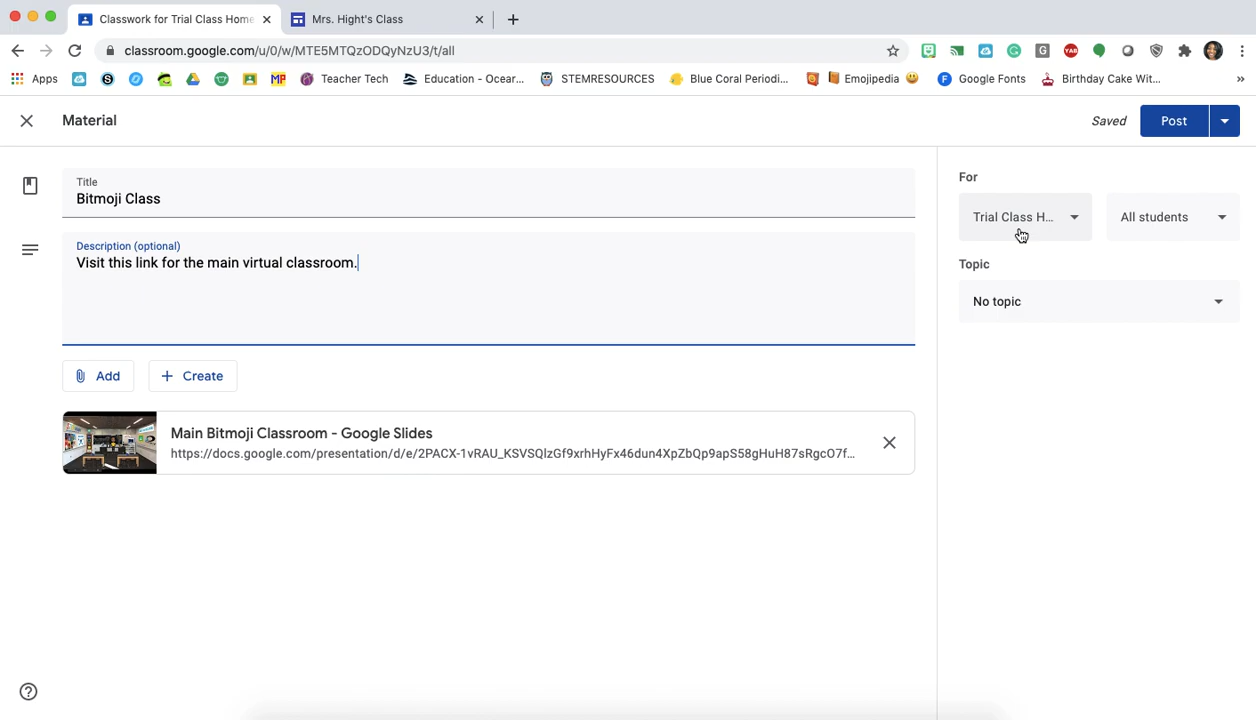 Classwork for Trial Class Home
Mrs. Hight's Class
classroom.google.com/u/0/w/MTE5MTQzODQyNzU3/t/all
Apps
MP
Teacher Tech
Education - Ocear...
STEMRESOURCES
Blue Coral Periodi...
Emojipedia 😃
Google Fonts
Birthday Cake Wit...
»
Material
Saved
Post
Title
Bitmoji Class
Description (optional)
Visit this link for the main virtual classroom.
Add
Create
Main Bitmoji Classroom - Google Slides
https://docs.google.com/presentation/d/e/2PACX-1vRAU_KSVSQlzGf9xrhHyFx46dun4XpZbQp9apS58gHuH87sRgcO7f...
For
Trial Class H...
All students
Topic
No topic